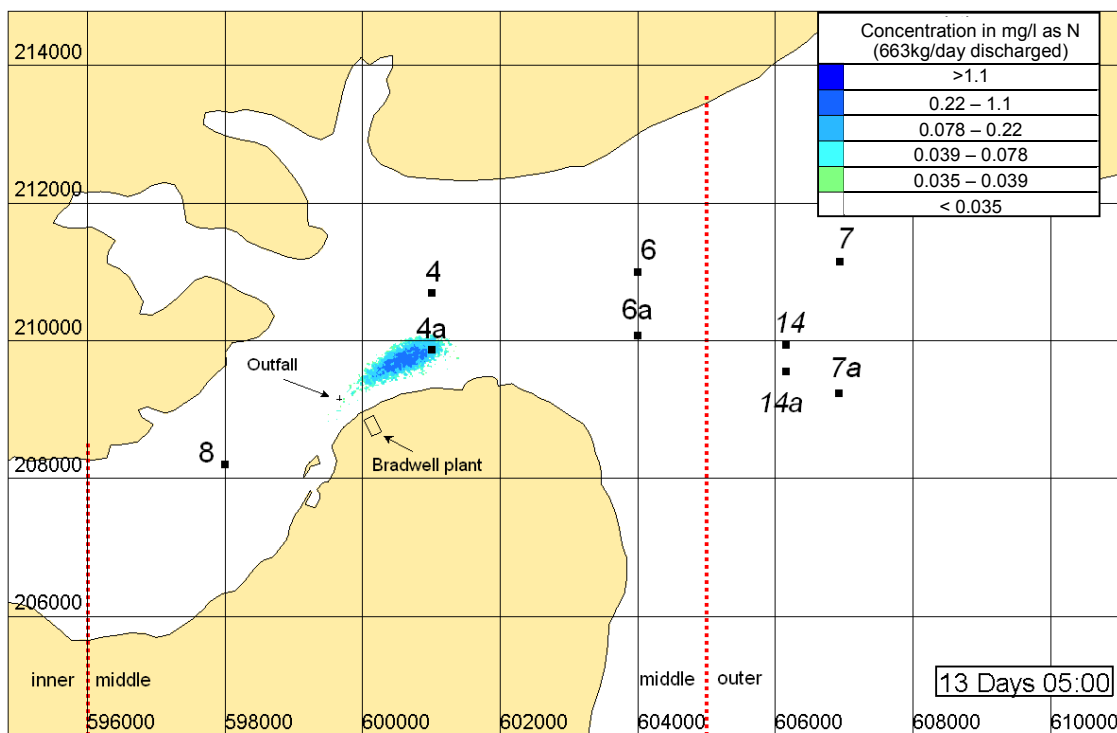 Concentration in mg/l as N
(663kg/day discharged)
>1.1
0.22 – 1.1
0.078 – 0.22
0.039 – 0.078
0.035 – 0.039
< 0.035
214000
212000
210000
208000
206000
4
4a
6
6a
7
14
14a
7a
8
Outfall
Bradwell plant
inner
middle
middle
outer
13 Days 05:00
596000
598000
600000
602000
604000
606000
608000
610000